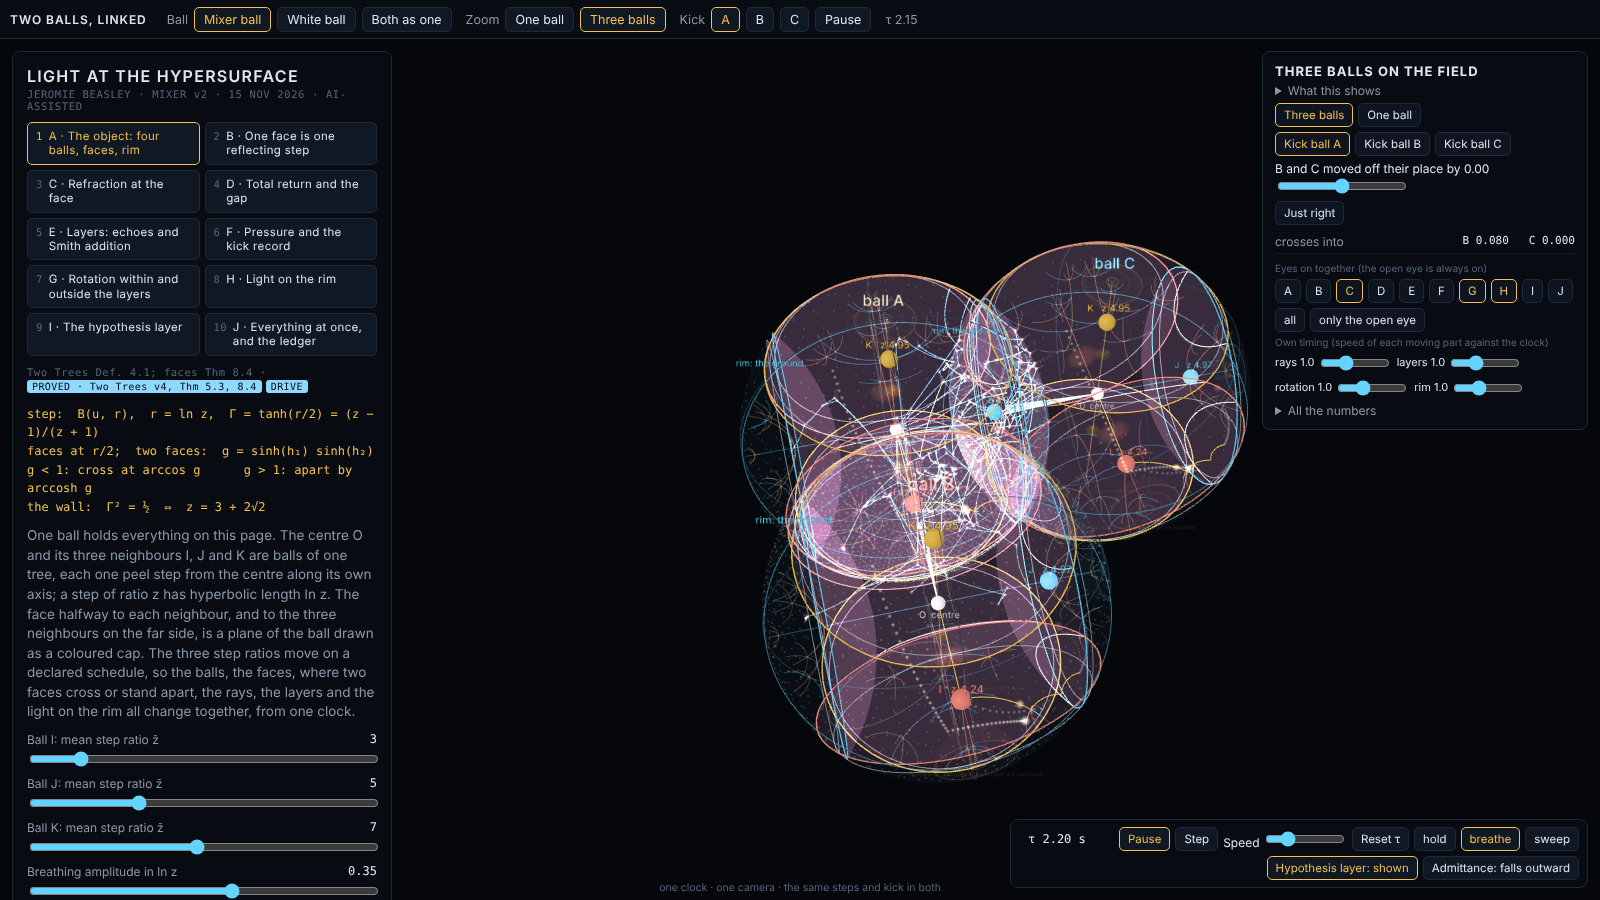 TWO BALLS, LINKED Ball Mixer ball White ball Both as one Zoom One ball Three balls Kick A B C Pause τ 2.15
LIGHT AT THE HYPERSURFACE
JEROMIE BEASLEY · MIXER v2 · 15 NOV 2026 · AI-
ASSISTED
1 A · The object: four
balls, faces, rim
2 B · One face is one
reflecting step
3 C · Refraction at the
face
4 D · Total return and the
gap
5 E · Layers: echoes and
Smith addition
6 F · Pressure and the
kick record
7 G · Rotation within and
outside the layers
8 H · Light on the rim
9 I · The hypothesis layer
10 J · Everything at once,
and the ledger
Two Trees Def. 4.1; faces Thm 8.4 ·
PROVED · Two Trees v4, Thm 5.3, 8.4 DRIVE
step: B(u, r), r = ln z, Γ = tanh(r/2) = (z −
1)/(z + 1)
faces at r/2; two faces: g = sinh(h₁) sinh(h₂)
g < 1: cross at arccos g g > 1: apart by
arccosh g
the wall: Γ² = ½ ⇔ z = 3 + 2√2
One ball holds everything on this page. The centre O
and its three neighbours I, J and K are balls of one
tree, each one peel step from the centre along its own
axis; a step of ratio z has hyperbolic length ln z. The
face halfway to each neighbour, and to the three
neighbours on the far side, is a plane of the ball drawn
as a coloured cap. The three step ratios move on a
declared schedule, so the balls, the faces, where two
faces cross or stand apart, the rays, the layers and the
light on the rim all change together, from one clock.
Ball I: mean step ratio z̄ 3
Ball J: mean step ratio z̄ 5
Ball K: mean step ratio z̄ 7
Breathing amplitude in ln z 0.35
ball A
K z 4.95
rim: the ground
ball C
K z 4.95
J z 4.97
O centre
z 4.24
rim: the ground
O centre
I z 4.24
THREE BALLS ON THE FIELD
▶ What this shows
Three balls One ball
Kick ball A Kick ball B Kick ball C
B and C moved off their place by 0.00
Just right
crosses into B 0.080 C 0.000
Eyes on together (the open eye is always on)
A B C D E F G H I J
all only the open eye
Own timing (speed of each moving part against the clock)
rays 1.0 layers 1.0
rotation 1.0 rim 1.0
▶ All the numbers
τ 2.20 s Pause Step Speed Reset τ hold breathe sweep
Hypothesis layer: shown Admittance: falls outward
one clock · one camera · the same steps and kick in both